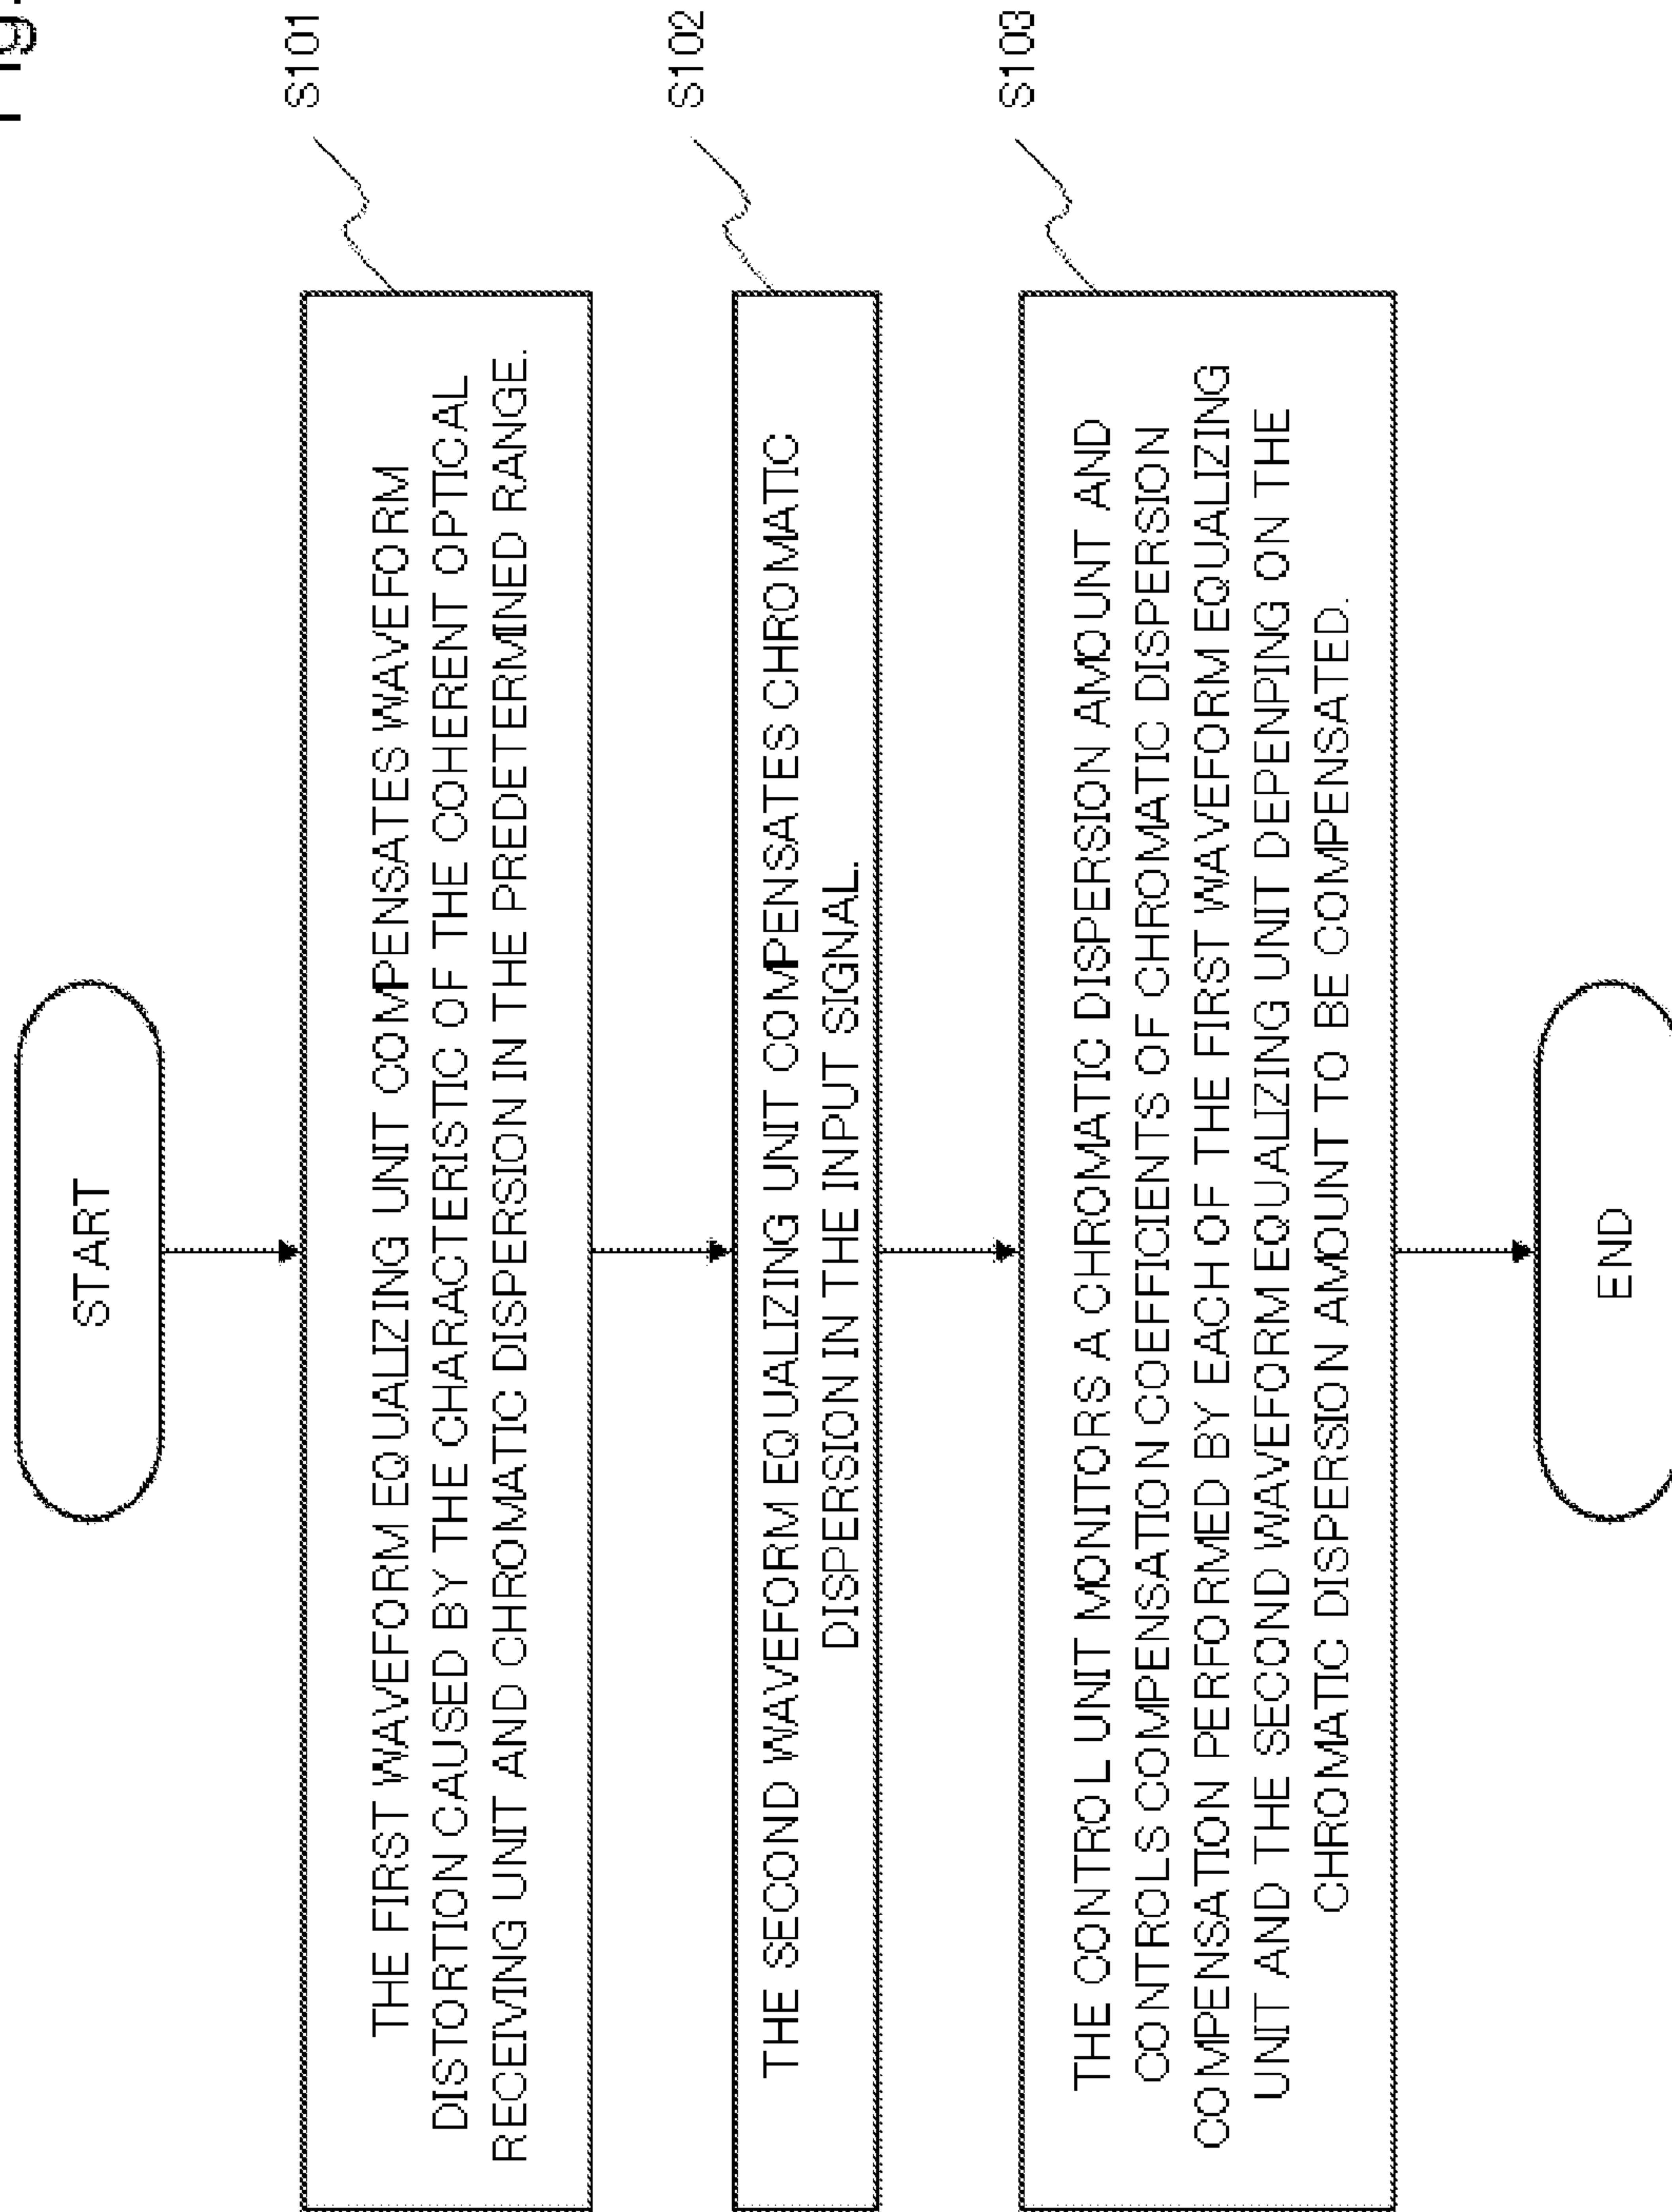 START
S101
THE FIRST WAVEFORM EQUALIZING UNIT COMPENSATES WAVEFORM
DISTORTION CAUSED BY THE CHARACTERISTIC OF THE COHERENT OPTICAL
RECEIVING UNIT AND CHROMATIC DISPERSION IN THE PREDETERMINED RANGE.
S102
THE SECOND WAVEFORM EQUALIZING UNIT COMPENSATES CHROMATIC
DISPERSION IN THE INPUT SIGNAL.
S103
THE CONTROL UNIT MONITORS A CHROMATIC DISPERSION AMOUNT AND
CONTROLS COMPENSATION COEFFICIENTS OF CHROMATIC DISPERSION
COMPENSATION PERFORMED BY EACH OF THE FIRST WAVEFORM EQUALIZING
UNIT AND THE SECOND WAVEFORM EQUALIZING UNIT DEPENPING ON THE
CHROMATIC DISPERSION AMOUNT TO BE COMPENSATED.
END